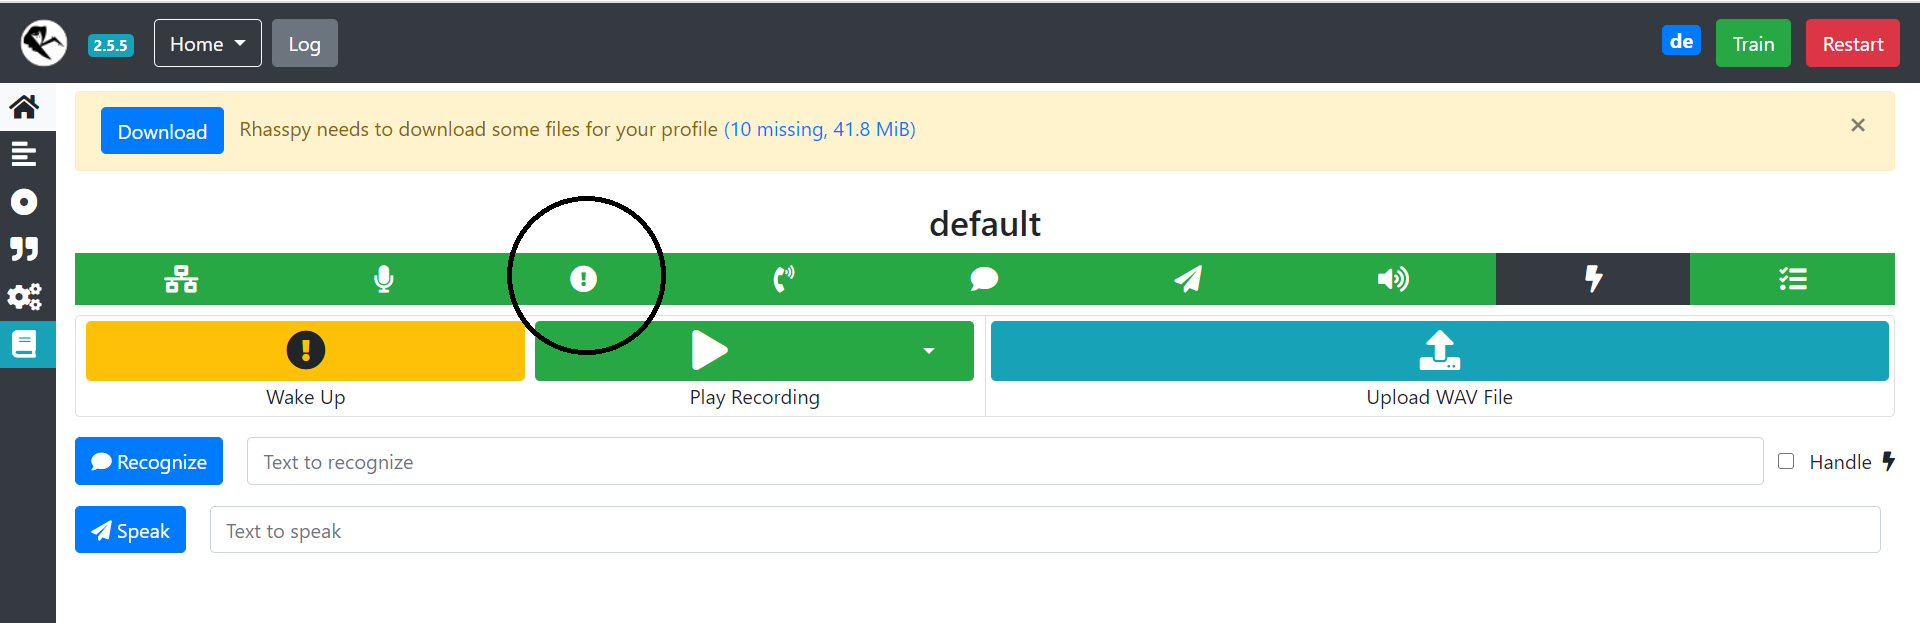 2.5.5 Home Log de Train Restart
Download Rhasspy needs to download some files for your profile (10 missing, 41.8 MiB) ×
default
Wake Up Play Recording Upload WAV File
Recognize Text to recognize Handle
Speak Text to speak